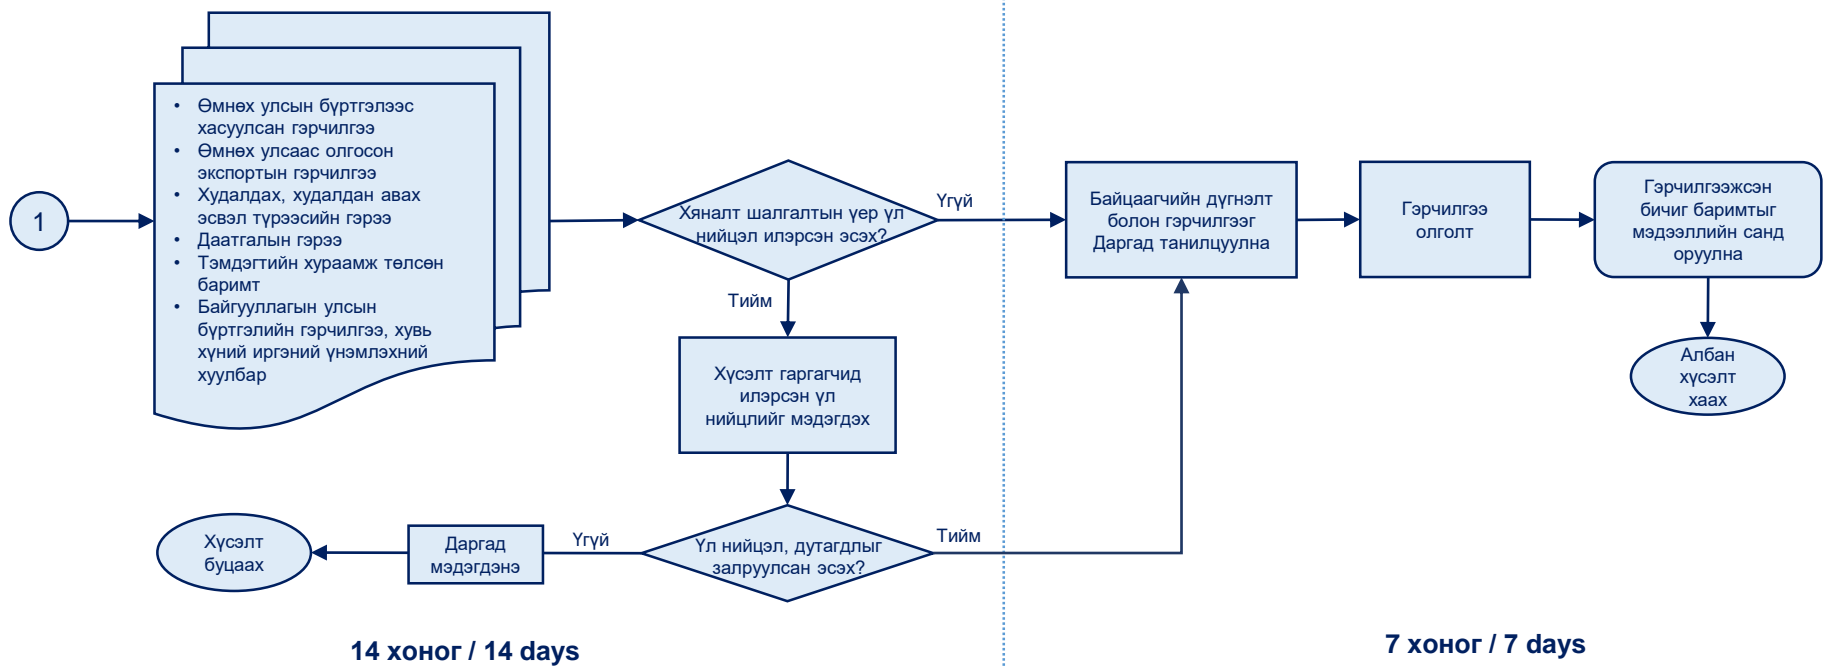 1
• Өмнөх улсын бүртгэлээс
хасуулсан гэрчилгээ
• Өмнөх улсаас олгосон
экспортын гэрчилгээ
• Худалдах, худалдан авах
эсвэл түрээсийн гэрээ
• Даатгалын гэрээ
• Тэмдэгтийн хураамж төлсөн
баримт
• Байгууллагын улсын
бүртгэлийн гэрчилгээ, хувь
хүний иргэний үнэмлэхний
хуулбар
Хяналт шалгалтын үер үл
нийцэл илэрсэн эсэх?
Үгүй
Тийм
Хүсэлт гаргагчид
илэрсэн үл
нийцлийг мэдэгдэх
Үл нийцэл, дутагдлыг
залруулсан эсэх?
Үгүй
Тийм
Даргад
мэдэгдэнэ
Хүсэлт
буцаах
Байцаагчийн дүгнэлт
болон гэрчилгээг
Даргад танилцуулна
Гэрчилгээ
олголт
Гэрчилгээжсэн
бичиг баримтыг
мэдээллийн санд
оруулна
Албан
хүсэлт
хаах
14 хоног / 14 days
7 хоног / 7 days